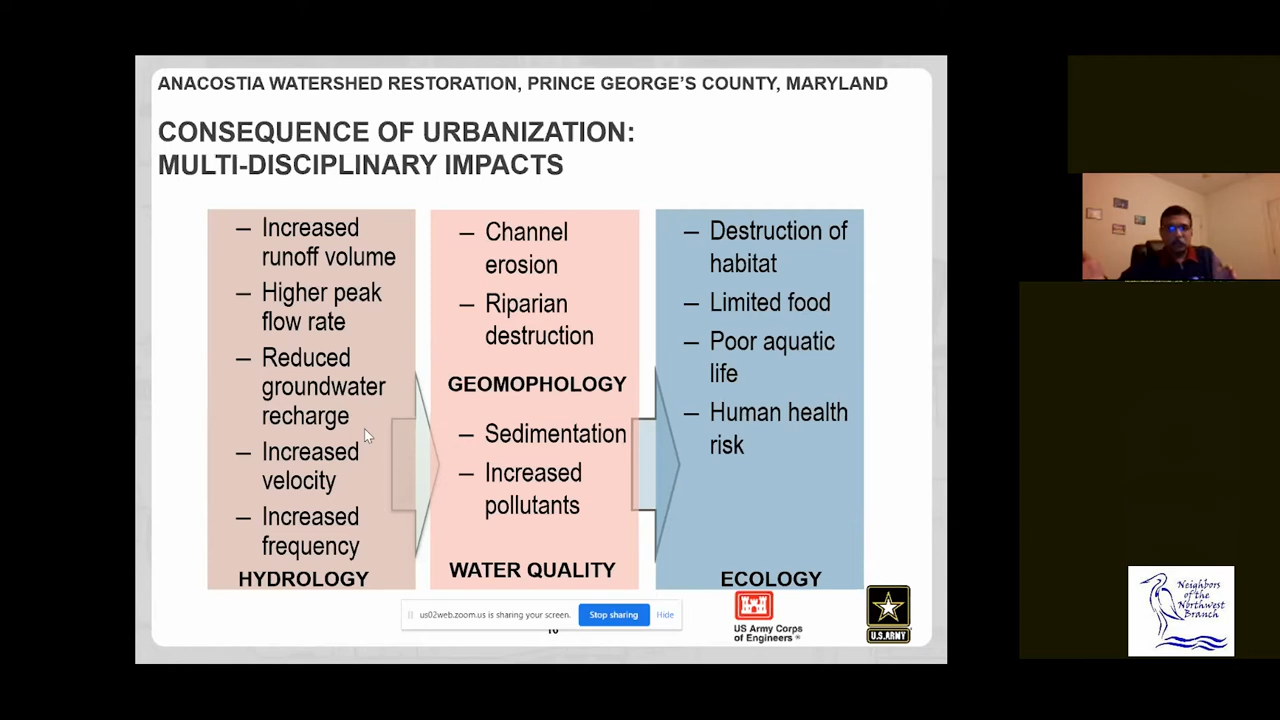 ANACOSTIA WATERSHED RESTORATION, PRINCE GEORGE'S COUNTY, MARYLAND
CONSEQUENCE OF URBANIZATION:
MULTI-DISCIPLINARY IMPACTS
– Increased
runoff volume
– Higher peak
flow rate
– Reduced
groundwater
recharge
– Increased
velocity
– Increased
frequency
HYDROLOGY
– Channel
erosion
– Riparian
destruction
GEOMOPHOLOGY
– Sedimentation
– Increased
pollutants
WATER QUALITY
– Destruction of
habitat
– Limited food
– Poor aquatic
life
– Human health
risk
ECOLOGY
us02web.zoom.us is sharing your screen.
Stop sharing
Hide
US Army Corps
of Engineers ®
U.S.ARMY
Neighbors
of the
Northwest
Branch